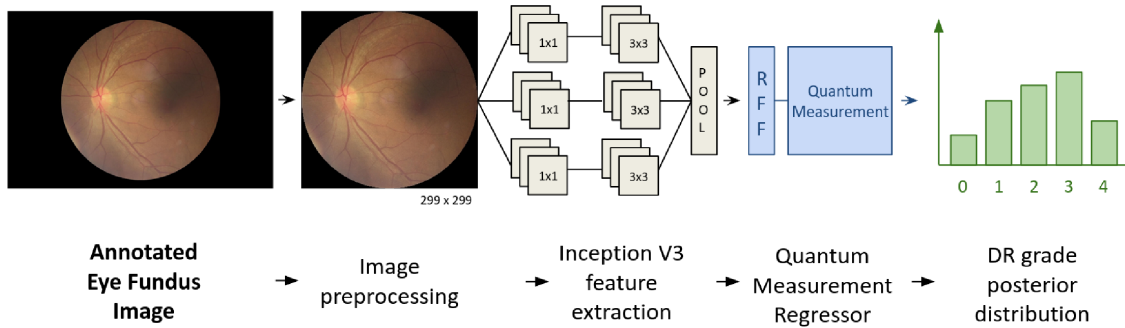 1x1
3x3
1x1
3x3
1x1
3x3
P
O
O
L
R
F
F
Quantum
Measurement
0 1 2 3 4
299 x 299
Annotated
Eye Fundus
Image
Image
preprocessing
Inception V3
feature
extraction
Quantum
Measurement
Regressor
DR grade
posterior
distribution